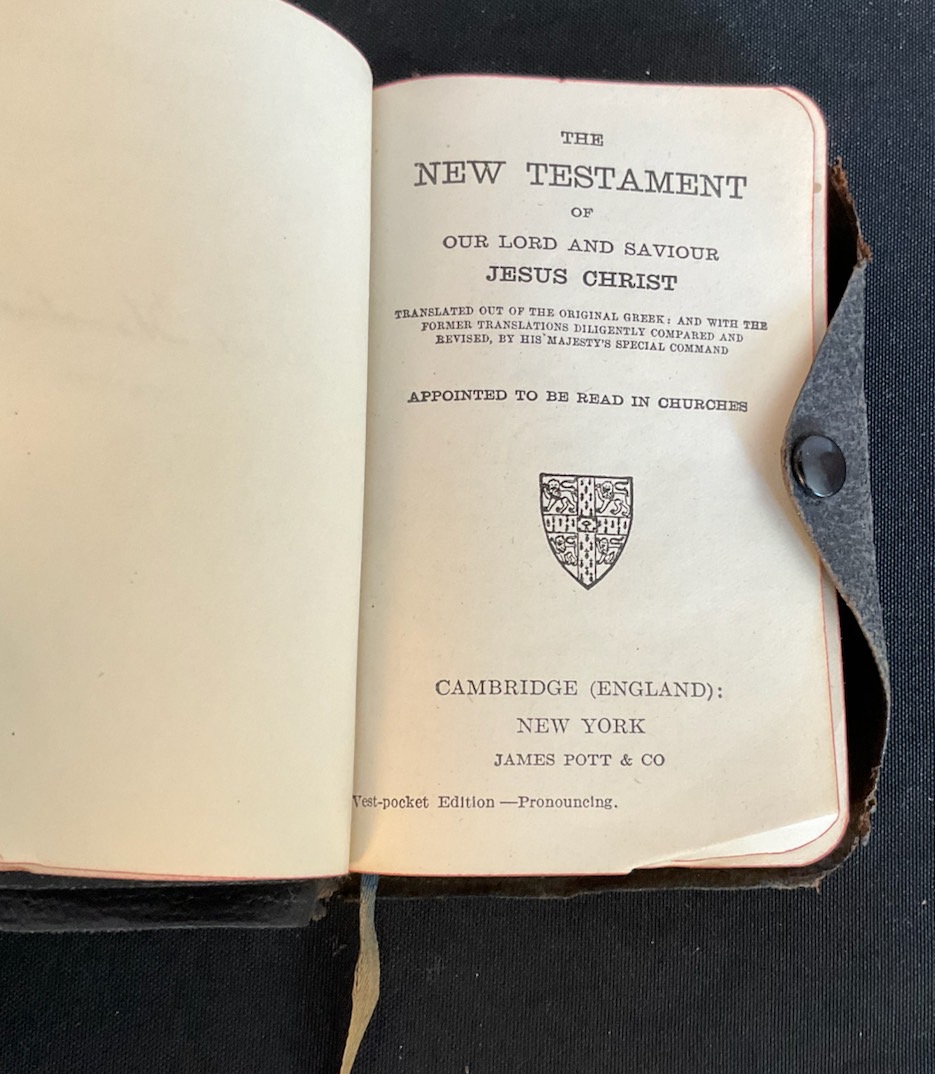 THE
NEW TESTAMENT
OF
OUR LORD AND SAVIOUR
JESUS CHRIST
TRANSLATED OUT OF THE ORIGINAL GREEK: AND WITH THE
FORMER TRANSLATIONS DILIGENTLY COMPARED AND
REVISED, BY HIS MAJESTY'S SPECIAL COMMAND
APPOINTED TO BE READ IN CHURCHES
CAMBRIDGE (ENGLAND):
NEW YORK
JAMES POTT & CO
Vest-pocket Edition —Pronouncing.